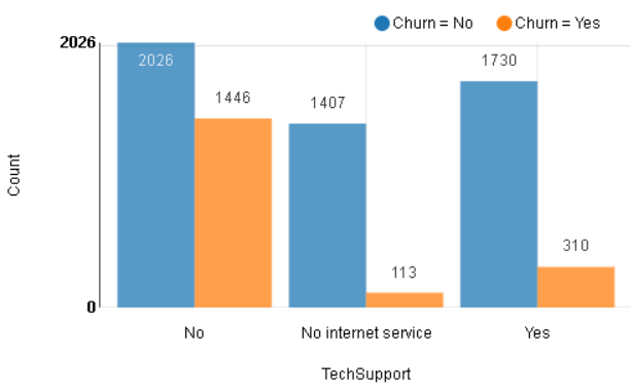 Churn = No Churn = Yes
2026
2026
1730
1446
1407
310
113
Count
0
No No internet service Yes
TechSupport